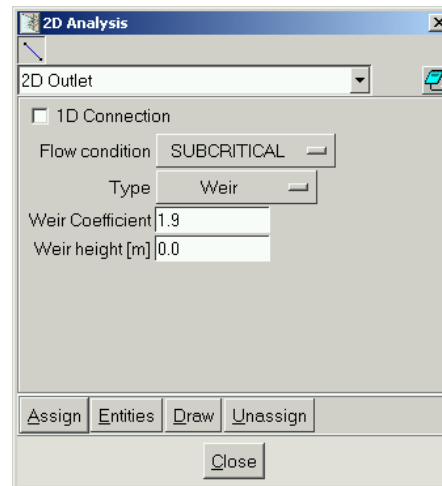 2D Analysis
2D Outlet
1D Connection
Flow condition SUBCRITICAL
Type Weir
Weir Coefficient 1.9
Weir height [m] 0.0
Assign Entities Draw Unassign
Close